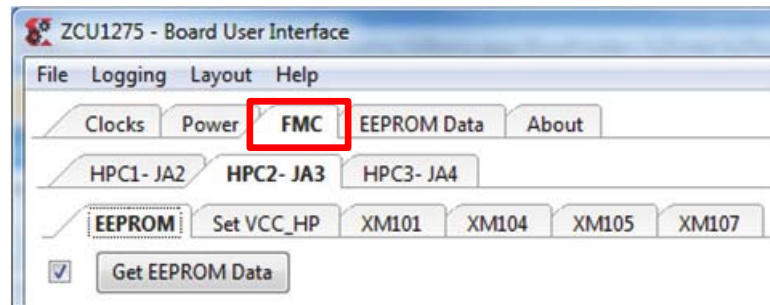 ZCU1275 - Board User Interface
File Logging Layout Help
Clocks Power FMC EEPROM Data About
HPC1- JA2 HPC2- JA3 HPC3- JA4
EEPROM Set VCC_HP XM101 XM104 XM105 XM107
Get EEPROM Data